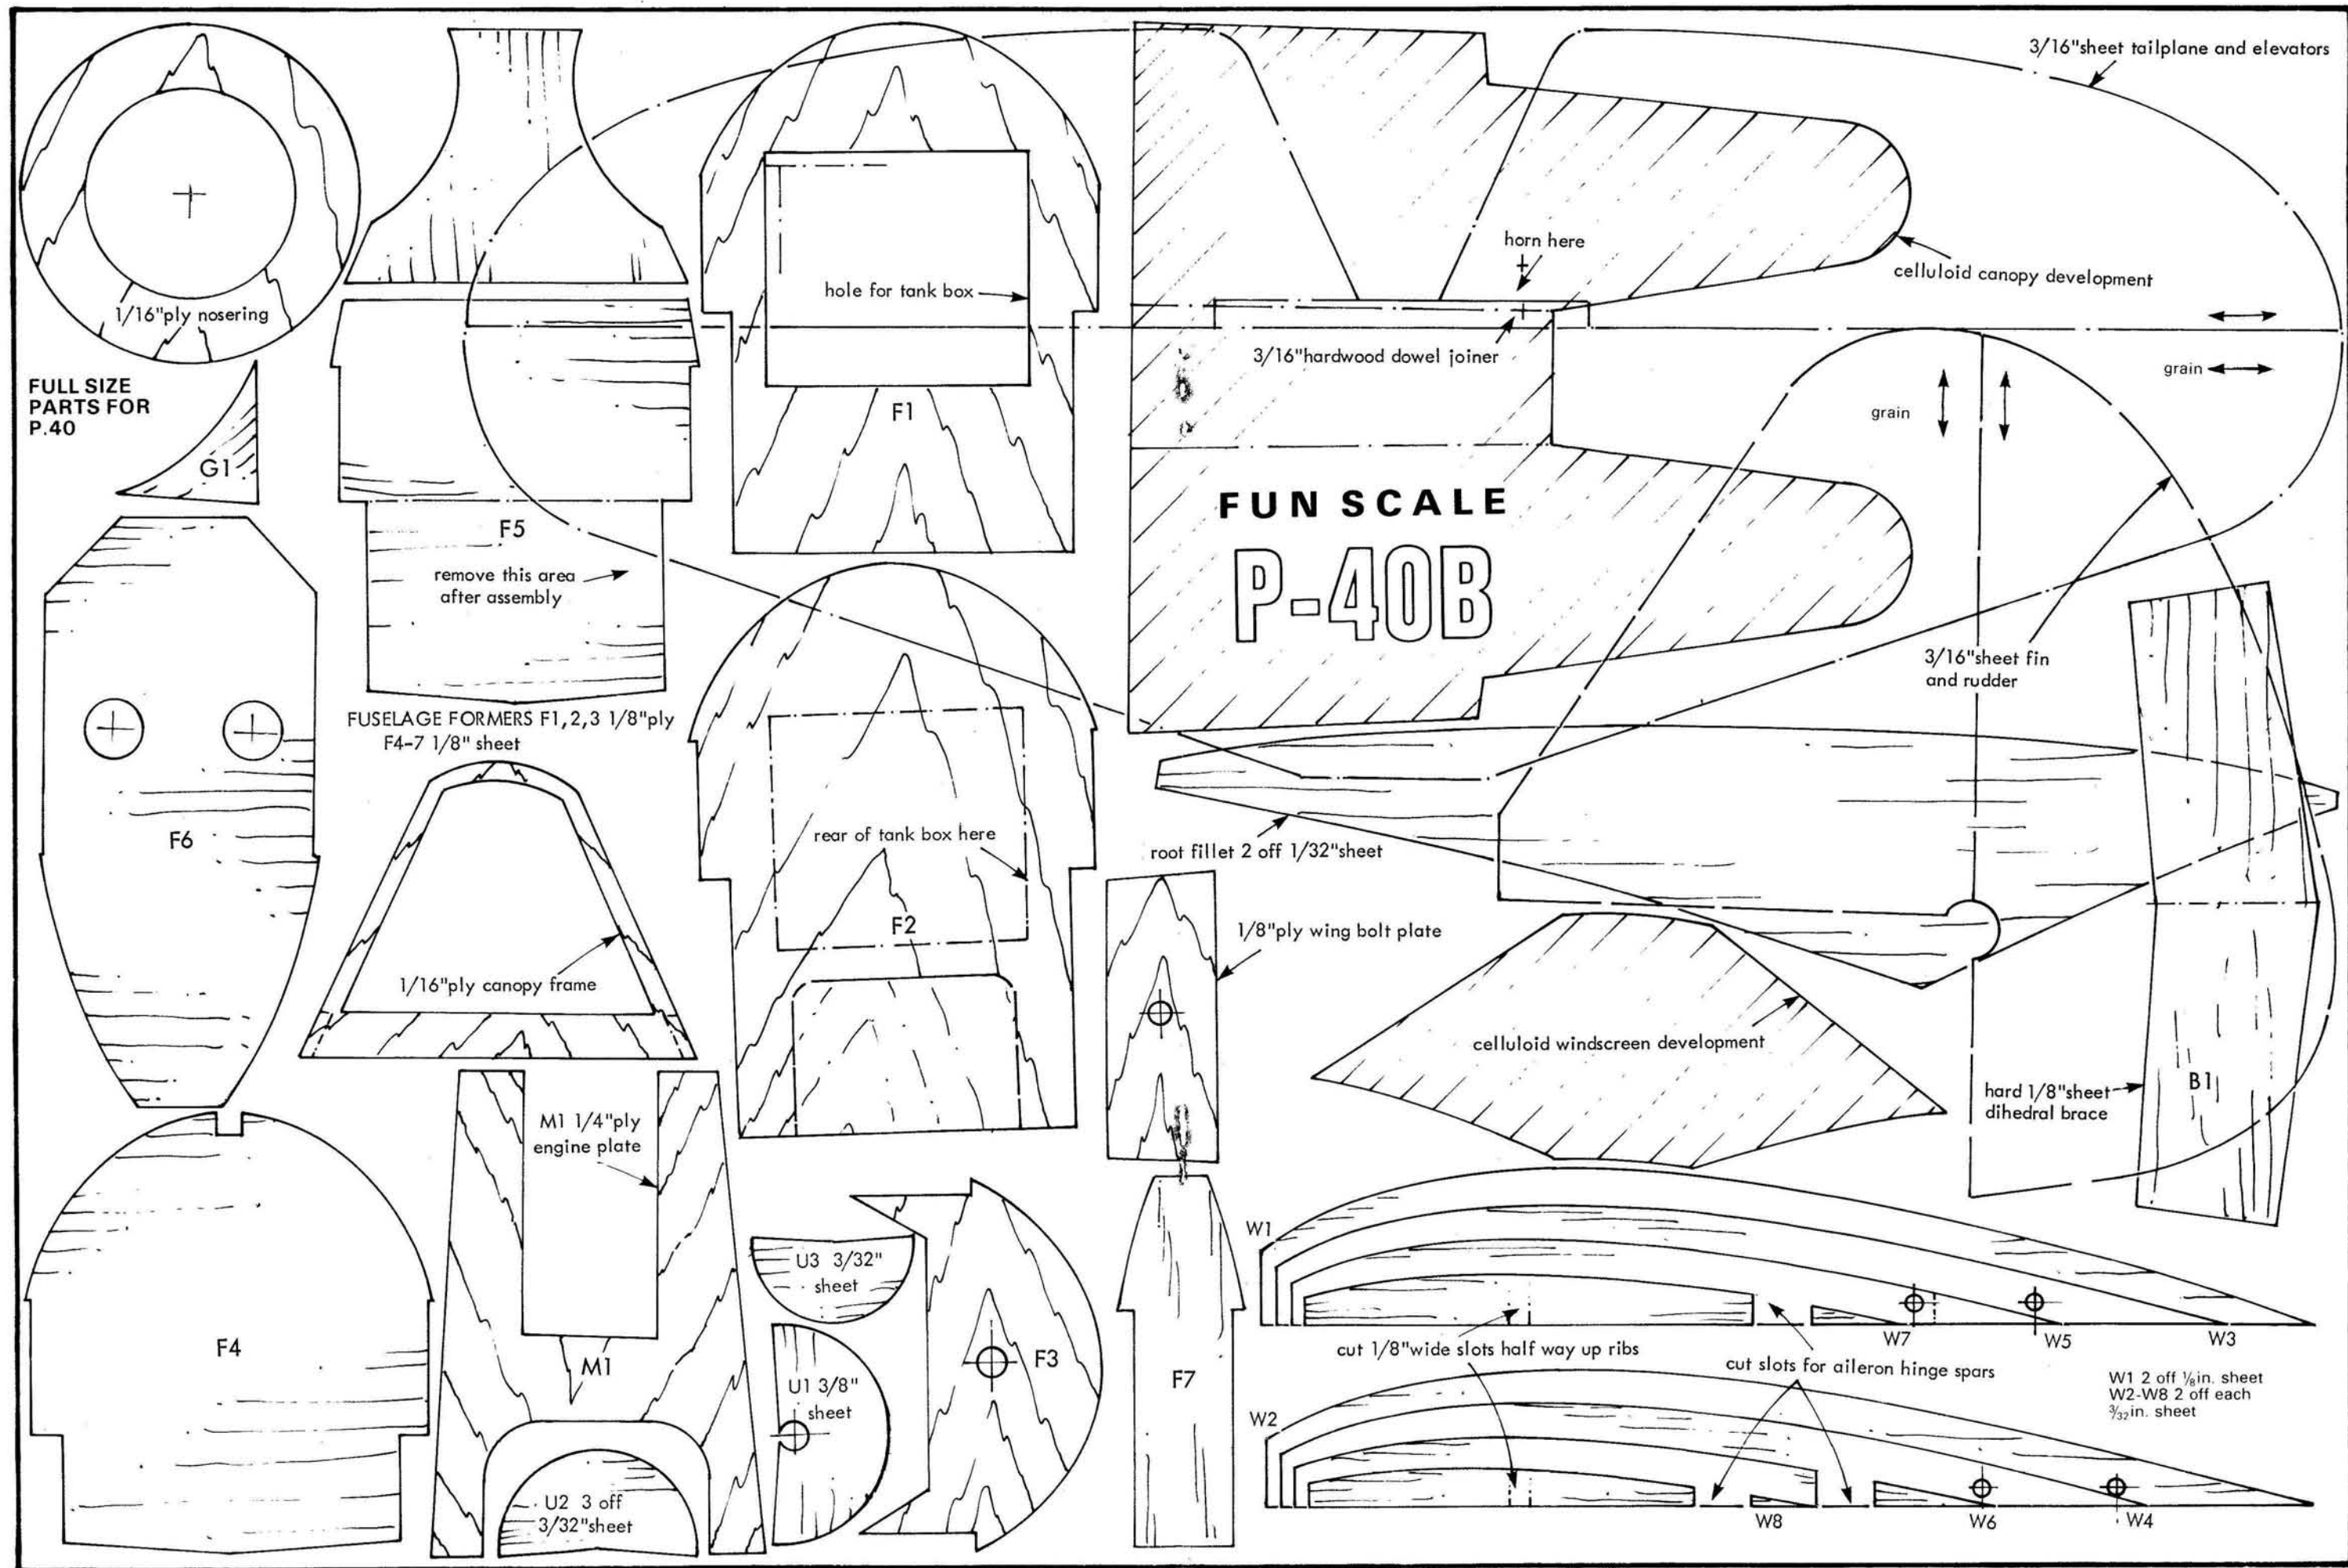 3/16"sheet tailplane and elevators
horn here
celluloid canopy development
hole for tank box
1/16"ply nosering
3/16"hardwood dowel joiner
grain
grain
FULL SIZE
PARTS FOR
P.40
G1
F1
F5
remove this area
after assembly
FUN SCALE
P-40B
3/16"sheet fin
and rudder
FUSELAGE FORMERS F1,2,3 1/8"ply
F4-7 1/8" sheet
F6
rear of tank box here
root fillet 2 off 1/32"sheet
F2
1/8"ply wing bolt plate
1/16"ply canopy frame
celluloid windscreen development
hard 1/8"sheet
dihedral brace
B1
M1 1/4"ply
engine plate
W1
U3 3/32"
sheet
F4
M1
F3
F7
U1 3/8"
sheet
W7
W5
W3
cut 1/8"wide slots half way up ribs
cut slots for aileron hinge spars
W1 2 off ⅛in. sheet
W2-W8 2 off each
3/32in. sheet
W2
U2 3 off
3/32"sheet
W8
W6
W4